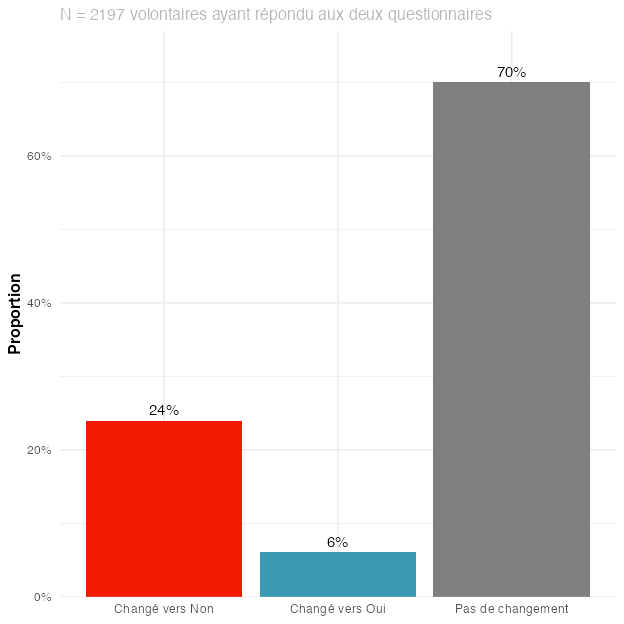 N = 2197 volontaires ayant répondu aux deux questionnaires
70%
60%
Proportion
40%
24%
20%
6%
0%
Changé vers Non
Changé vers Oui
Pas de changement